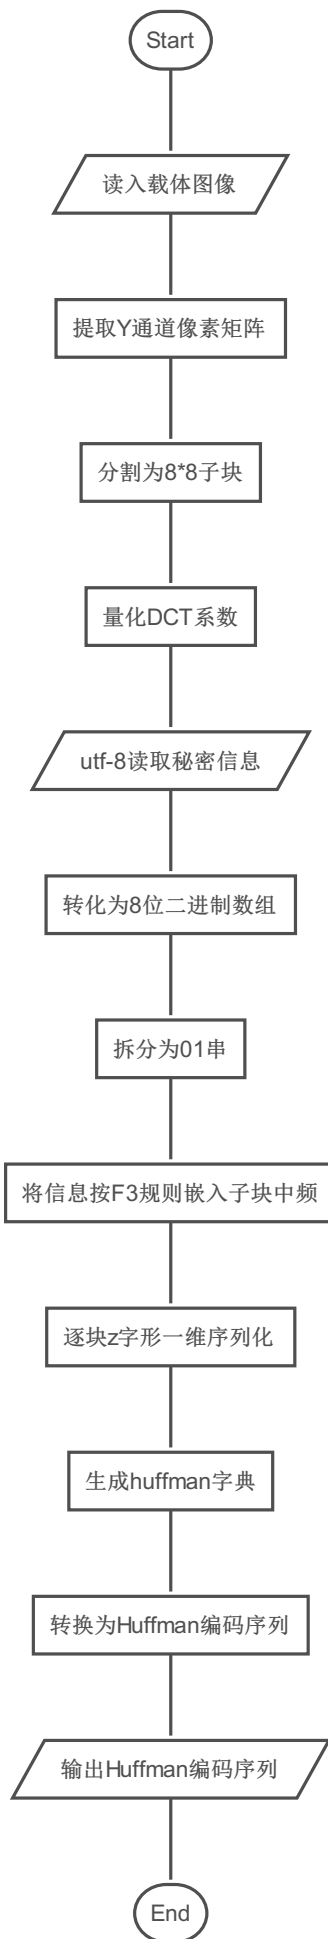 Start
读入载体图像
提取Y通道像素矩阵
分割为8*8子块
量化DCT系数
utf-8读取秘密信息
转化为8位二进制数组
拆分为01串
将信息按F3规则嵌入子块中频
逐块z字形一维序列化
生成huffman字典
转换为Huffman编码序列
输出Huffman编码序列
End